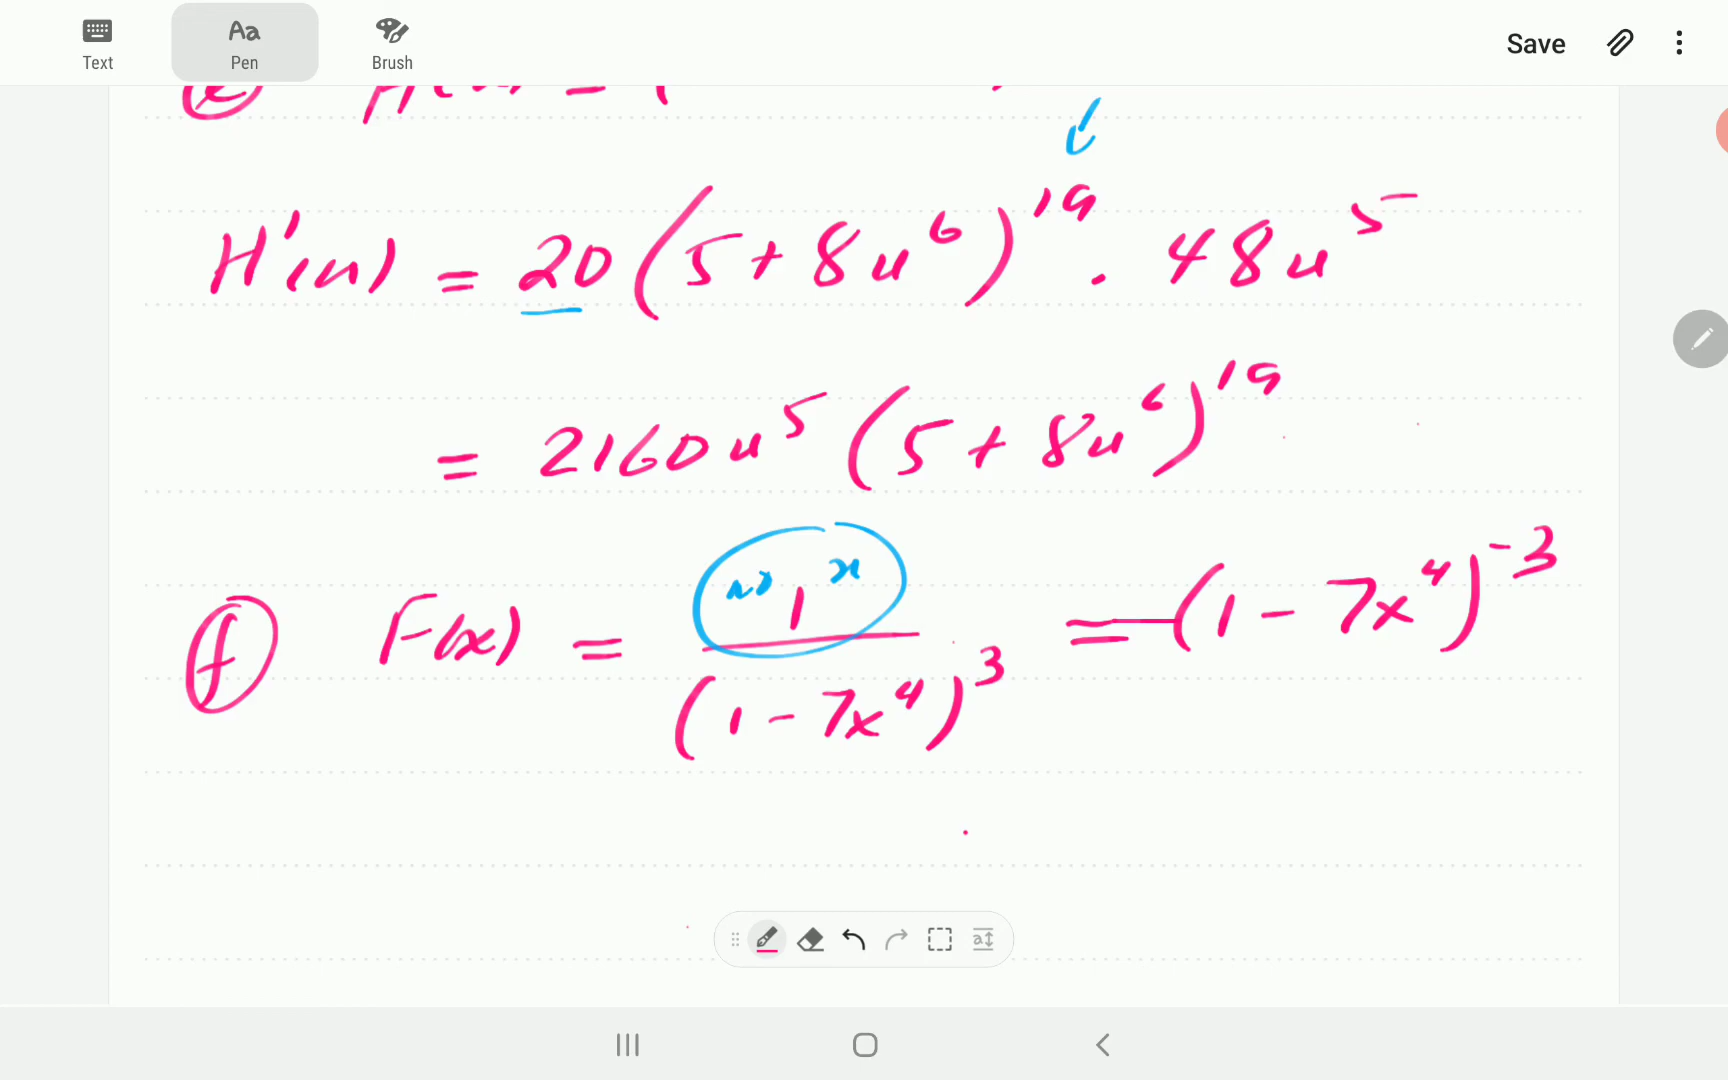 Text Pen Brush Save
H'(u) = 20(5+8u⁶)¹⁹ . 48u⁵
= 2160u⁵(5+8u⁶)¹⁹
ⓕ F(x) = no 1 x / (1-7x⁴)³ = (1-7x⁴)⁻³